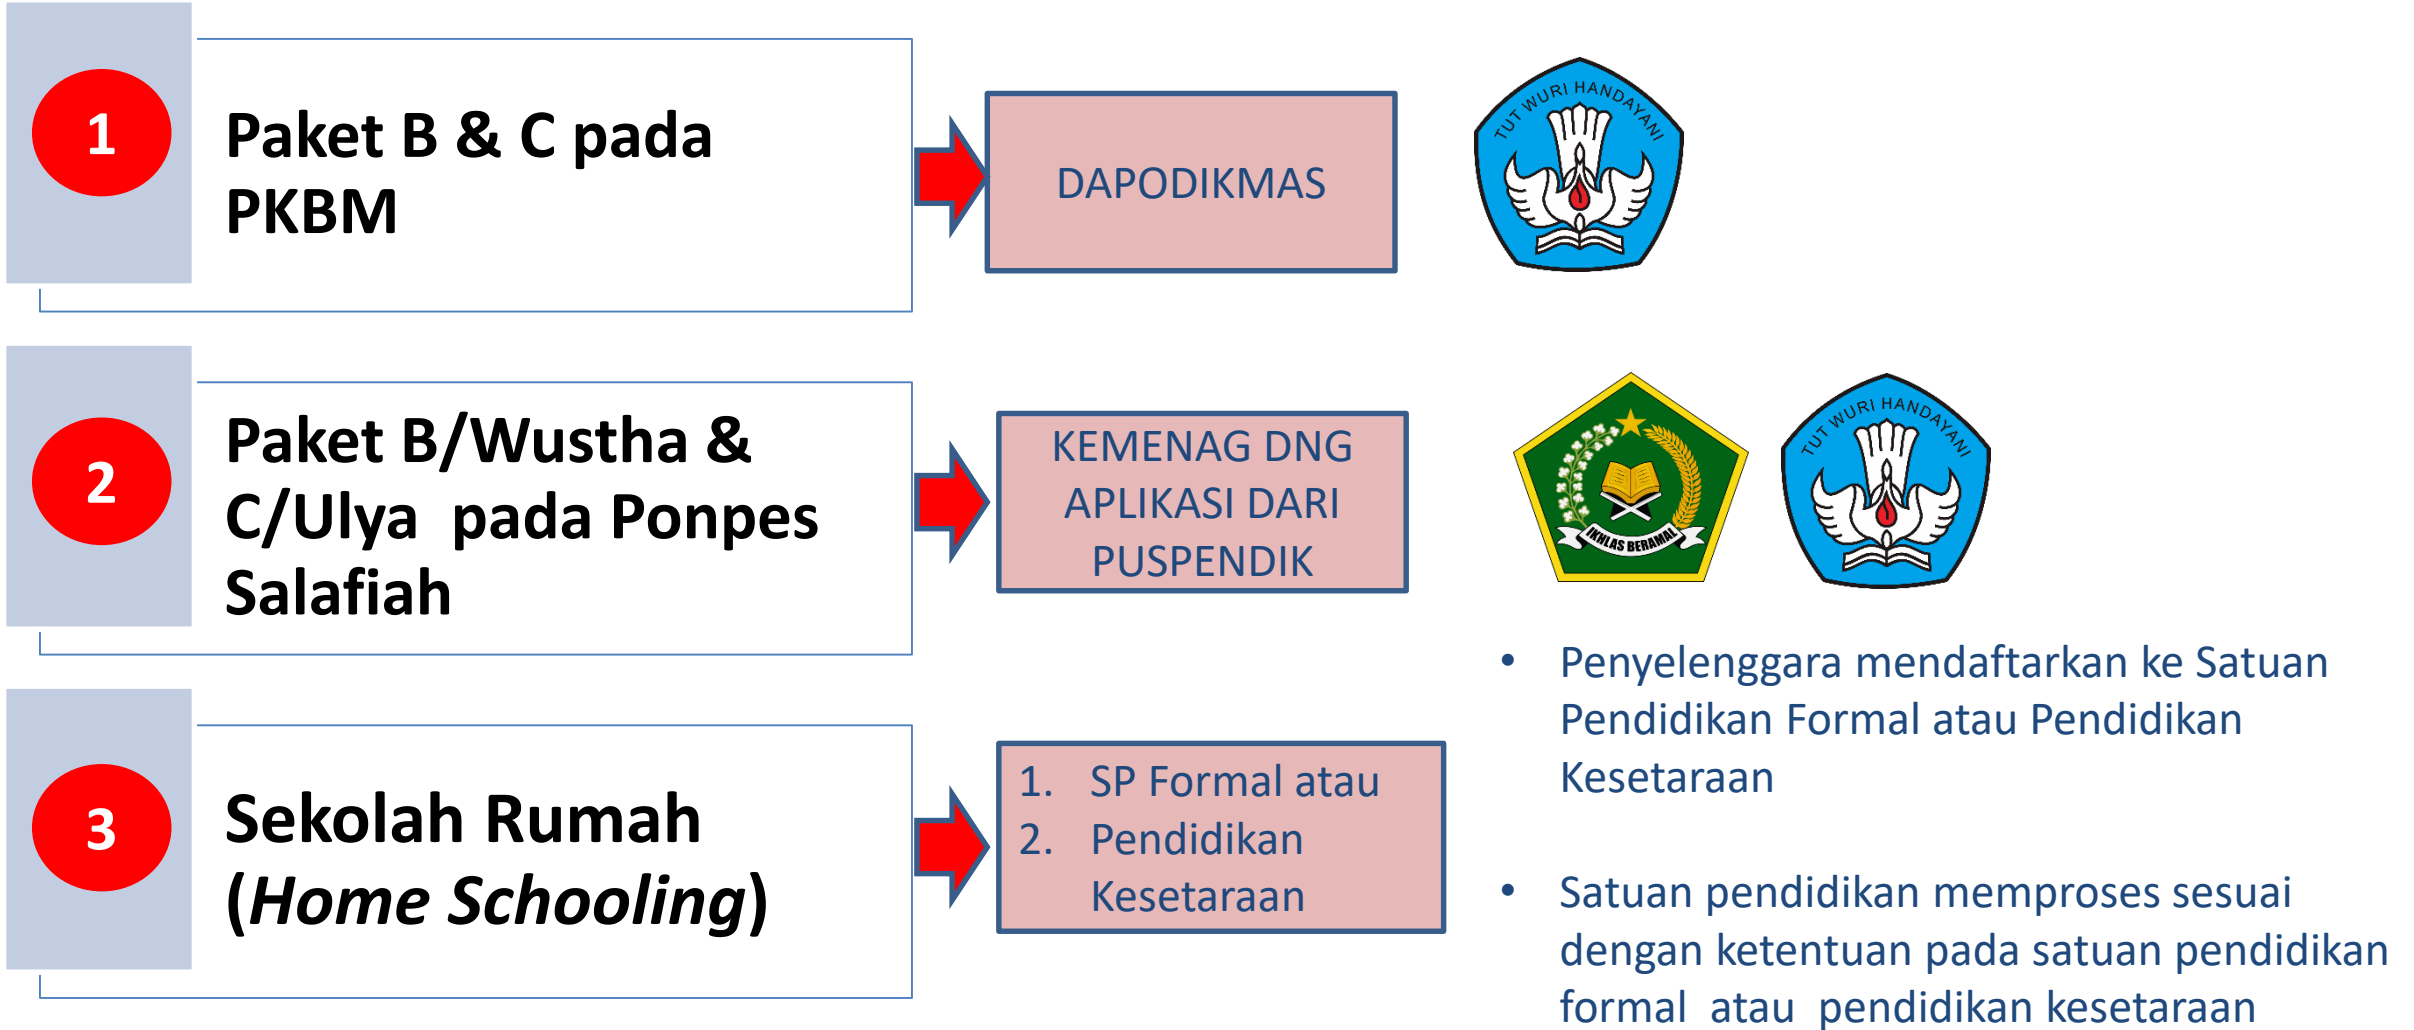 1
Paket B & C pada
PKBM
DAPODIKMAS
TUT WURI HANDAYANI
2
Paket B/Wustha &
C/Ulya pada Ponpes
Salafiah
KEMENAG DNG
APLIKASI DARI
PUSPENDIK
IKHLAS BERAMAL
TUT WURI HANDAYANI
3
Sekolah Rumah
(Home Schooling)
1. SP Formal atau
2. Pendidikan
Kesetaraan
• Penyelenggara mendaftarkan ke Satuan
Pendidikan Formal atau Pendidikan
Kesetaraan
• Satuan pendidikan memproses sesuai
dengan ketentuan pada satuan pendidikan
formal atau pendidikan kesetaraan